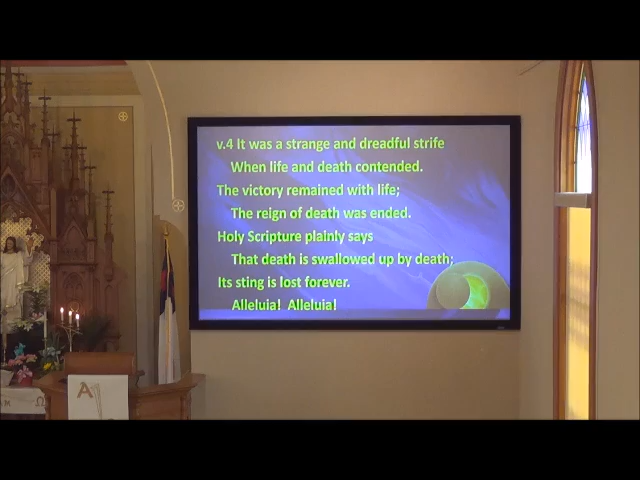 v.4 It was a strange and dreadful strife
When life and death contended.
The victory remained with life;
The reign of death was ended.
Holy Scripture plainly says
That death is swallowed up by death;
Its sting is lost forever.
Alleluia! Alleluia!
A